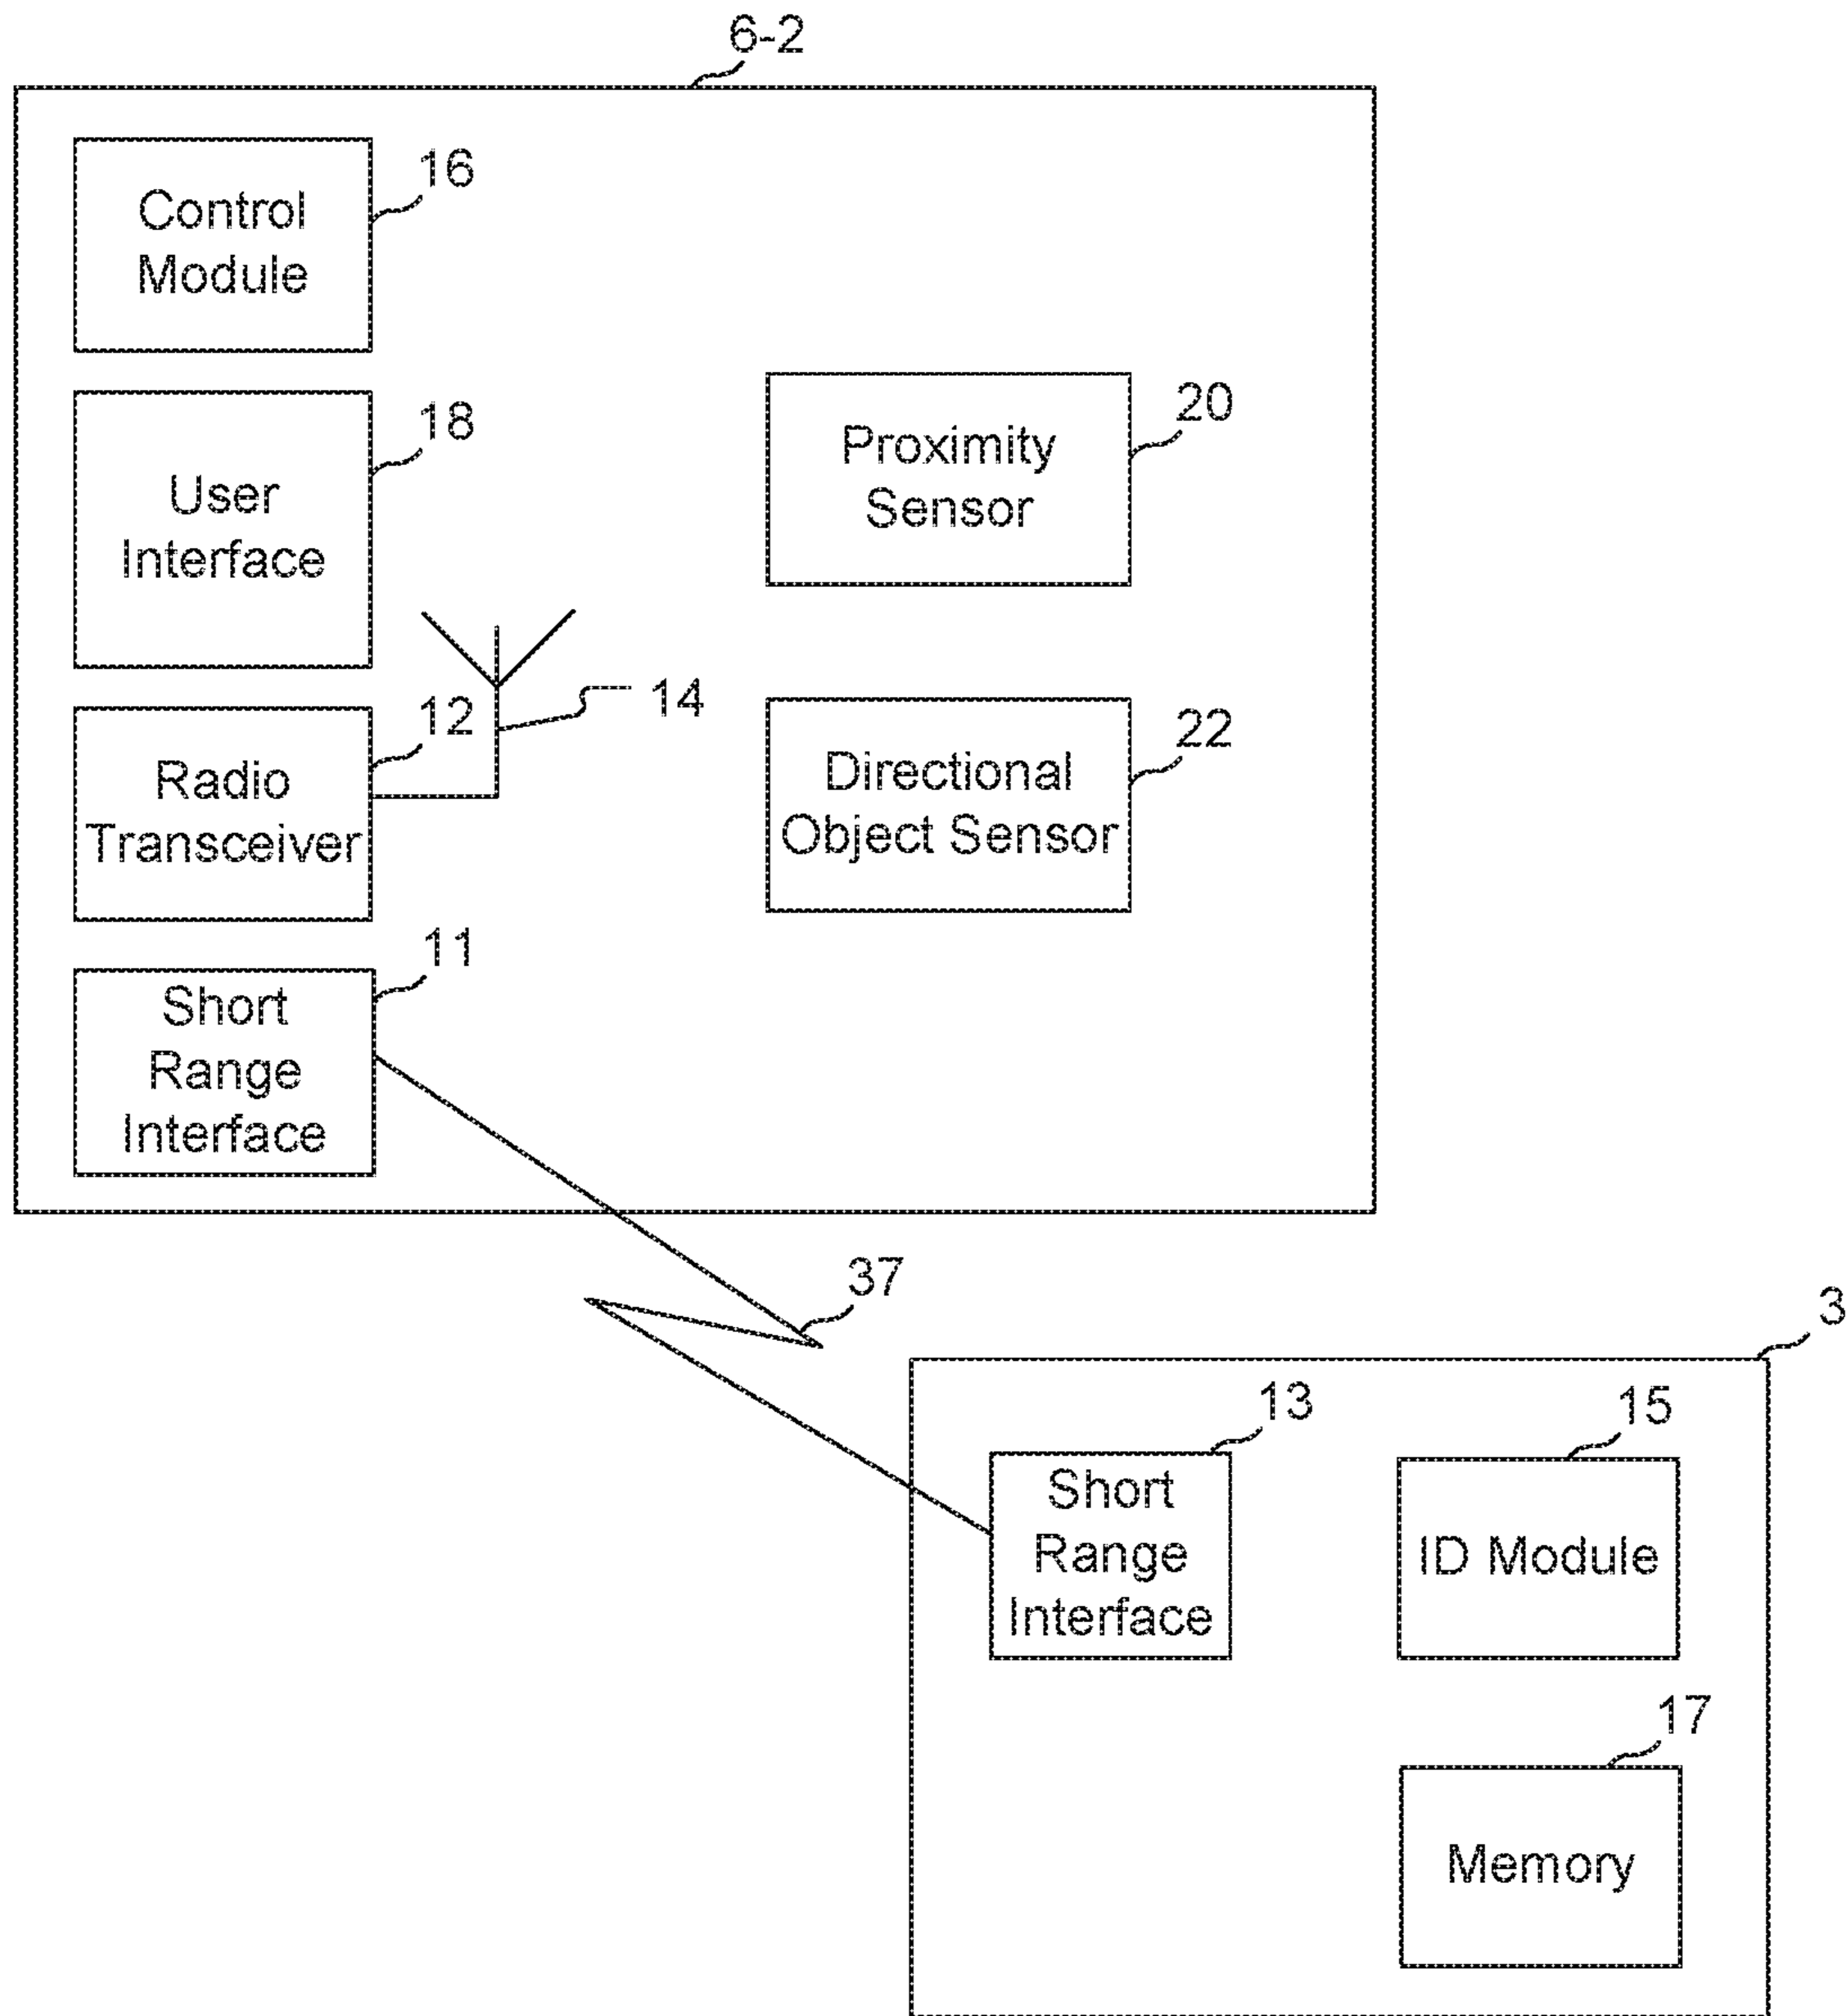 6-2
Control
Module
16
User
Interface
18
Proximity
Sensor
20
Radio
Transceiver
12
14
Directional
Object Sensor
22
Short
Range
Interface
11
37
3
Short
Range
Interface
13
ID Module
15
Memory
17